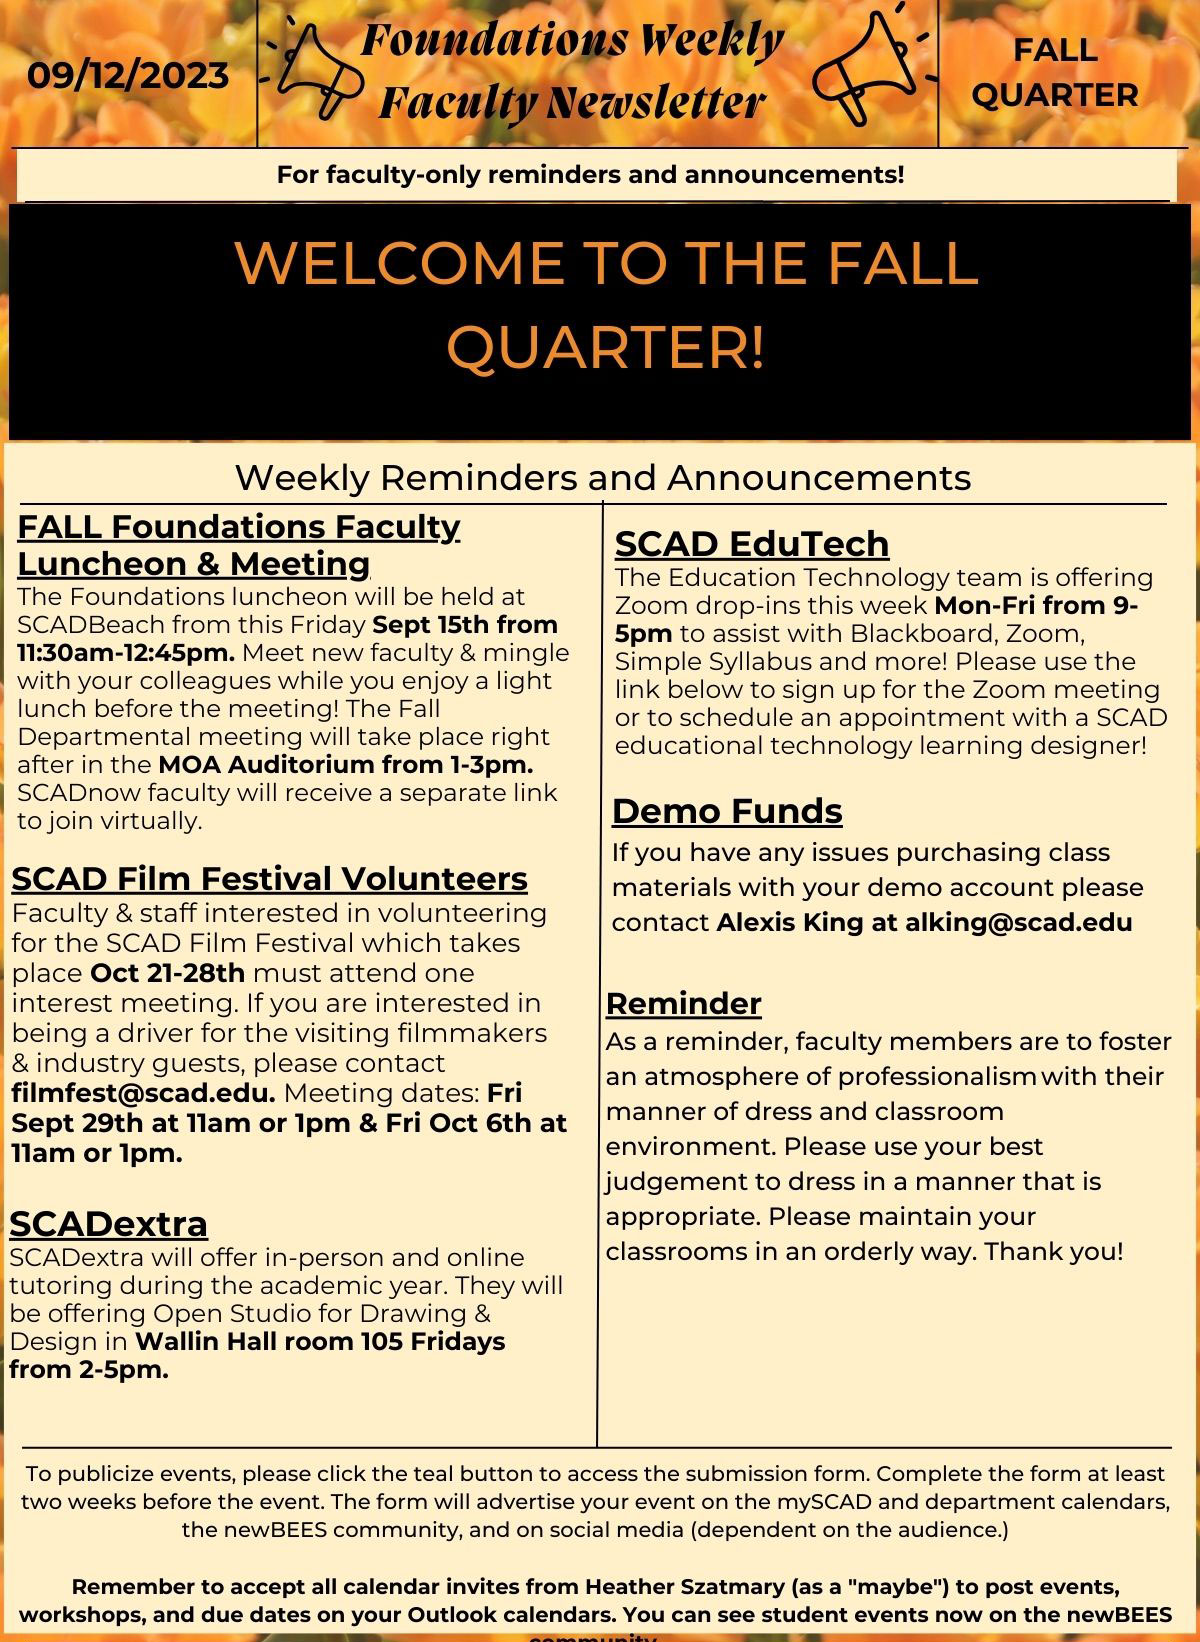 09/12/2023
Foundations Weekly
Faculty Newsletter
FALL
QUARTER
For faculty-only reminders and announcements!
WELCOME TO THE FALL
QUARTER!
Weekly Reminders and Announcements
FALL Foundations Faculty
Luncheon & Meeting
The Foundations luncheon will be held at
SCADBeach from this Friday Sept 15th from
11:30am-12:45pm. Meet new faculty & mingle
with your colleagues while you enjoy a light
lunch before the meeting! The Fall
Departmental meeting will take place right
after in the MOA Auditorium from 1-3pm.
SCADnow faculty will receive a separate link
to join virtually.
SCAD Film Festival Volunteers
Faculty & staff interested in volunteering
for the SCAD Film Festival which takes
place Oct 21-28th must attend one
interest meeting. If you are interested in
being a driver for the visiting filmmakers
& industry guests, please contact
filmfest@scad.edu. Meeting dates: Fri
Sept 29th at 11am or 1pm & Fri Oct 6th at
11am or 1pm.
SCADextra
SCADextra will offer in-person and online
tutoring during the academic year. They will
be offering Open Studio for Drawing &
Design in Wallin Hall room 105 Fridays
from 2-5pm.
SCAD EduTech
The Education Technology team is offering
Zoom drop-ins this week Mon-Fri from 9-
5pm to assist with Blackboard, Zoom,
Simple Syllabus and more! Please use the
link below to sign up for the Zoom meeting
or to schedule an appointment with a SCAD
educational technology learning designer!
Demo Funds
If you have any issues purchasing class
materials with your demo account please
contact Alexis King at alking@scad.edu
Reminder
As a reminder, faculty members are to foster
an atmosphere of professionalism with their
manner of dress and classroom
environment. Please use your best
judgement to dress in a manner that is
appropriate. Please maintain your
classrooms in an orderly way. Thank you!
To publicize events, please click the teal button to access the submission form. Complete the form at least
two weeks before the event. The form will advertise your event on the mySCAD and department calendars,
the newBEES community, and on social media (dependent on the audience.)
Remember to accept all calendar invites from Heather Szatmary (as a "maybe") to post events,
workshops, and due dates on your Outlook calendars. You can see student events now on the newBEES
community